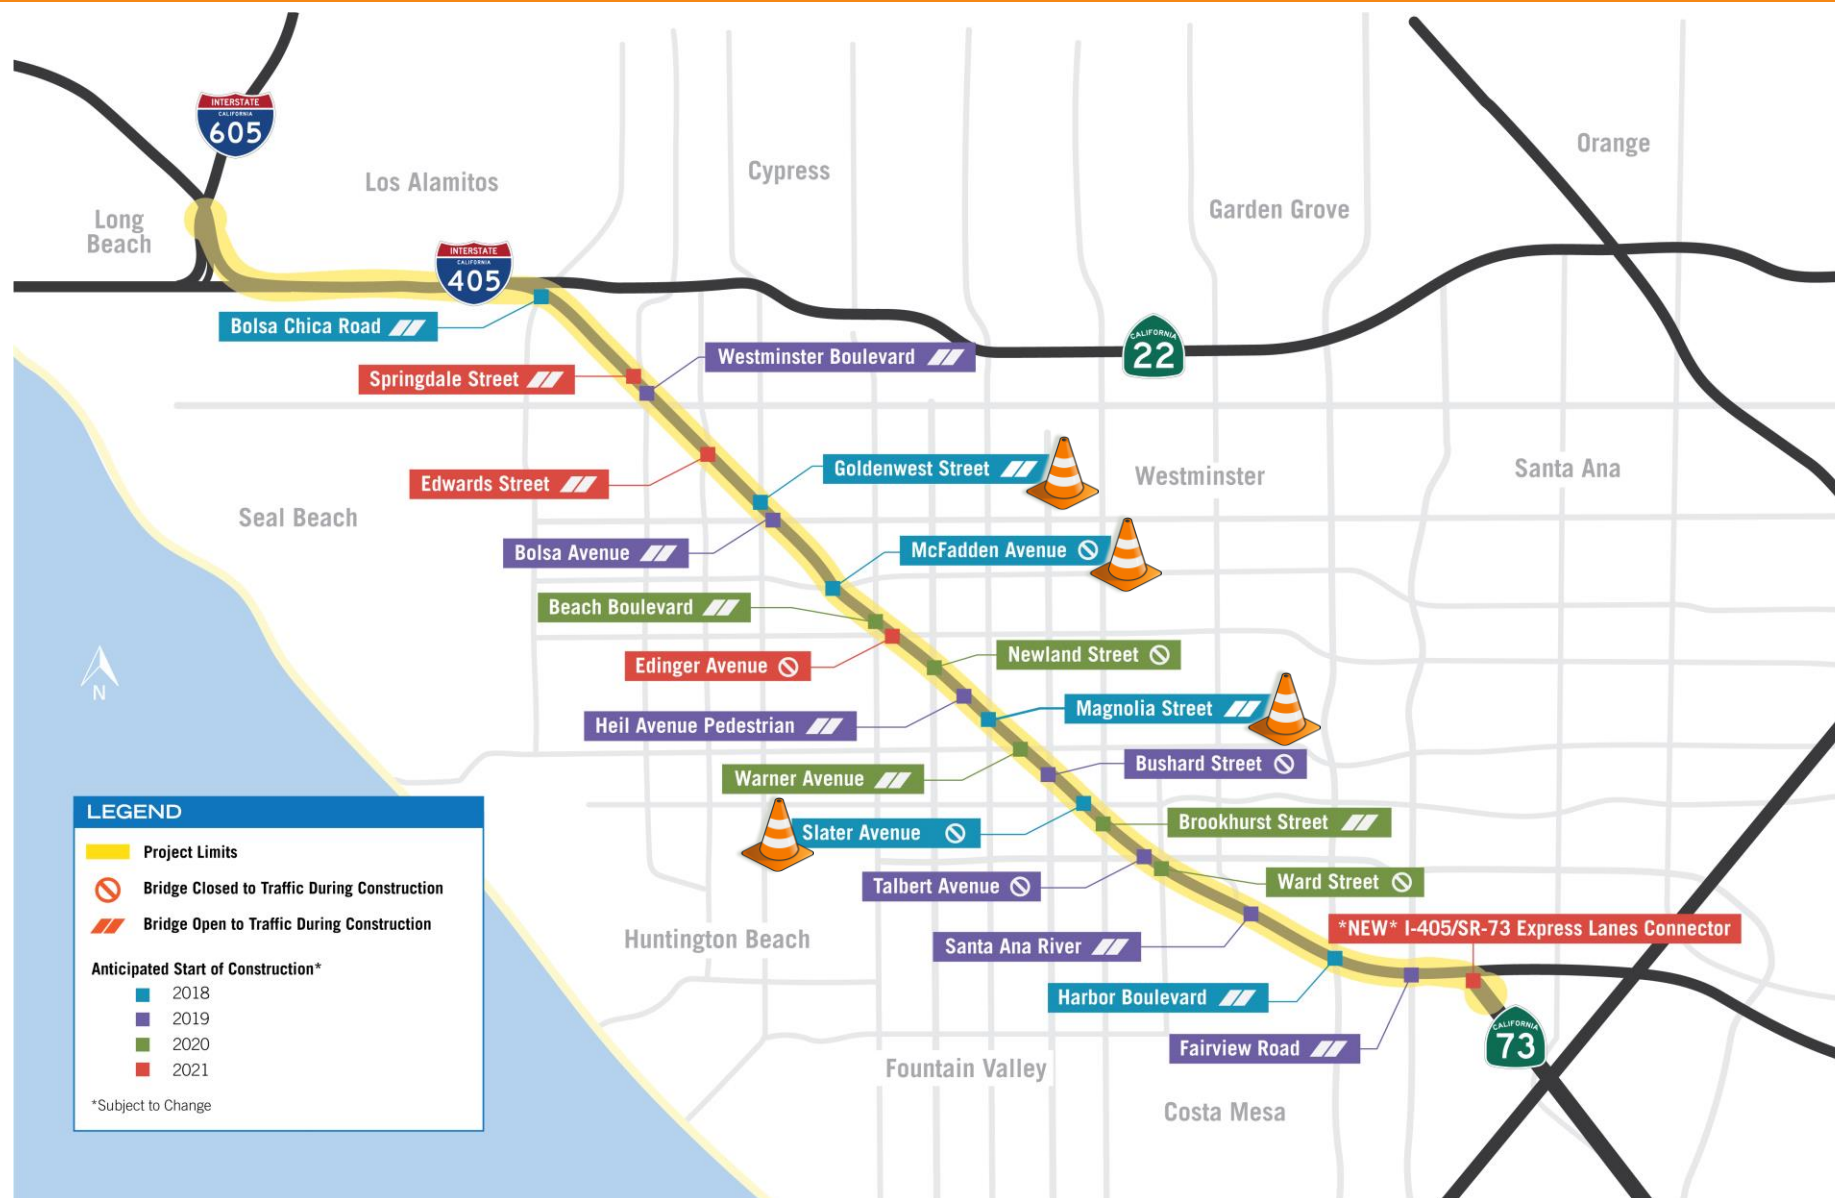 INTERSTATE
CALIFORNIA
605
Los Alamitos
Cypress
Orange
Long
Beach
Garden Grove
INTERSTATE
CALIFORNIA
405
Bolsa Chica Road
Westminster Boulevard
CALIFORNIA
22
Springdale Street
Goldenwest Street
Westminster
Santa Ana
Edwards Street
Seal Beach
Bolsa Avenue
McFadden Avenue
Beach Boulevard
Newland Street
Edinger Avenue
N
Magnolia Street
Heil Avenue Pedestrian
Bushard Street
Warner Avenue
Brookhurst Street
Slater Avenue
Talbert Avenue
Ward Street
Huntington Beach
Santa Ana River
*NEW* I-405/SR-73 Express Lanes Connector
Harbor Boulevard
Fairview Road
CALIFORNIA
73
Fountain Valley
Costa Mesa
LEGEND
Project Limits
Bridge Closed to Traffic During Construction
Bridge Open to Traffic During Construction
Anticipated Start of Construction*
2018
2019
2020
2021
*Subject to Change